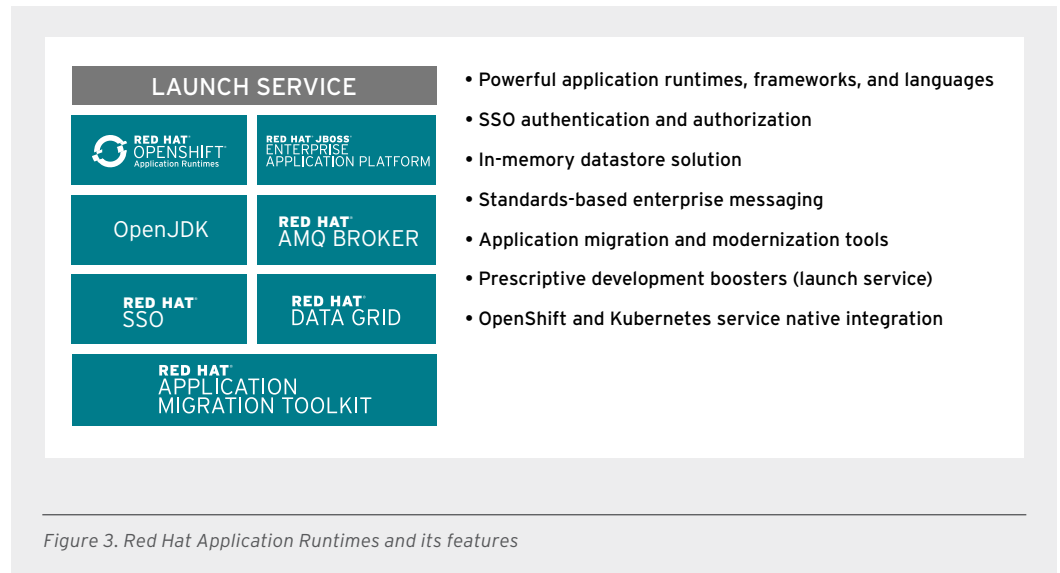 LAUNCH SERVICE
RED HAT®
OPENSHIFT®
Application Runtimes
RED HAT® JBOSS®
ENTERPRISE
APPLICATION PLATFORM
OpenJDK
RED HAT®
AMQ BROKER
RED HAT®
SSO
RED HAT®
DATA GRID
RED HAT®
APPLICATION
MIGRATION TOOLKIT
• Powerful application runtimes, frameworks, and languages
• SSO authentication and authorization
• In-memory datastore solution
• Standards-based enterprise messaging
• Application migration and modernization tools
• Prescriptive development boosters (launch service)
• OpenShift and Kubernetes service native integration
Figure 3. Red Hat Application Runtimes and its features